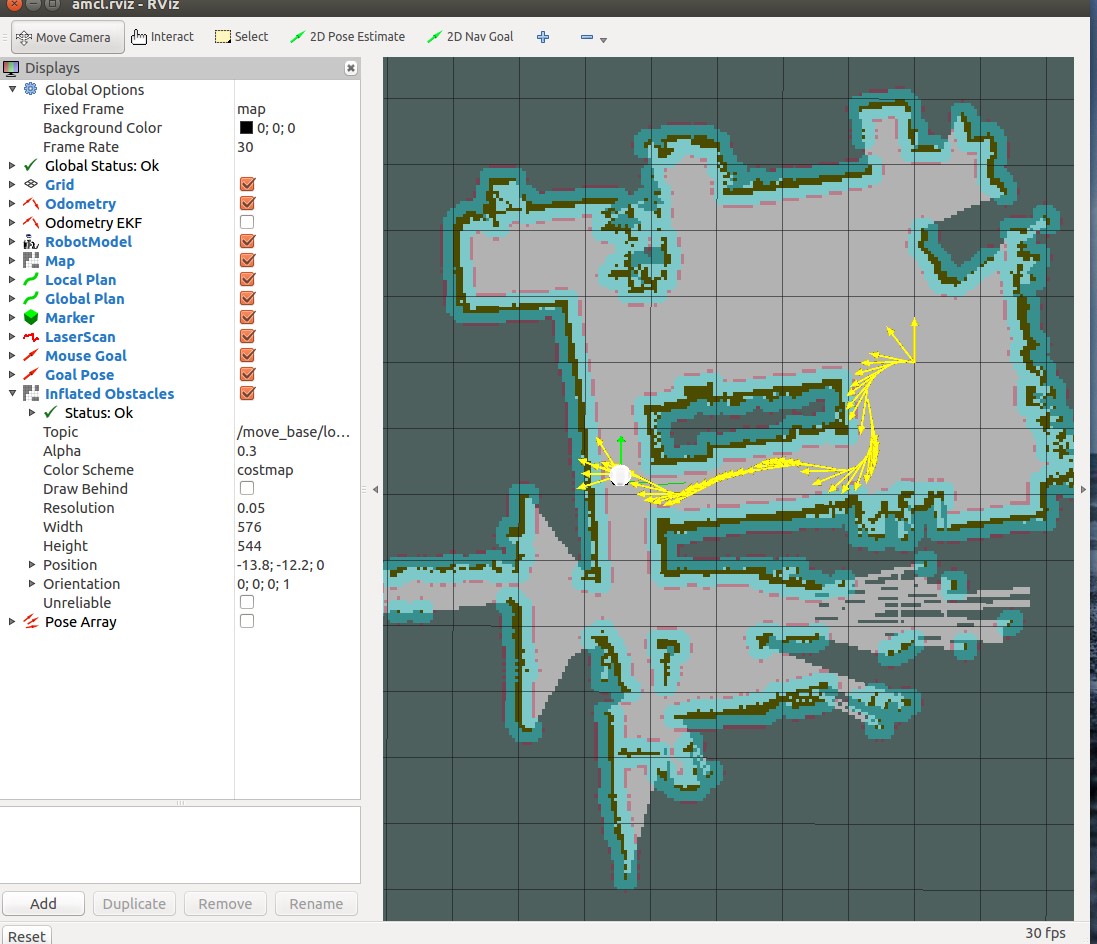 amcl.rviz - RViz
Move Camera Interact Select 2D Pose Estimate 2D Nav Goal
Displays
Global Options
Fixed Frame map
Background Color 0; 0; 0
Frame Rate 30
Global Status: Ok
Grid
Odometry
Odometry EKF
RobotModel
Map
Local Plan
Global Plan
Marker
LaserScan
Mouse Goal
Goal Pose
Inflated Obstacles
Status: Ok
Topic /move_base/lo...
Alpha 0.3
Color Scheme costmap
Draw Behind
Resolution 0.05
Width 576
Height 544
Position -13.8; -12.2; 0
Orientation 0; 0; 0; 1
Unreliable
Pose Array
Add Duplicate Remove Rename
Reset 30 fps